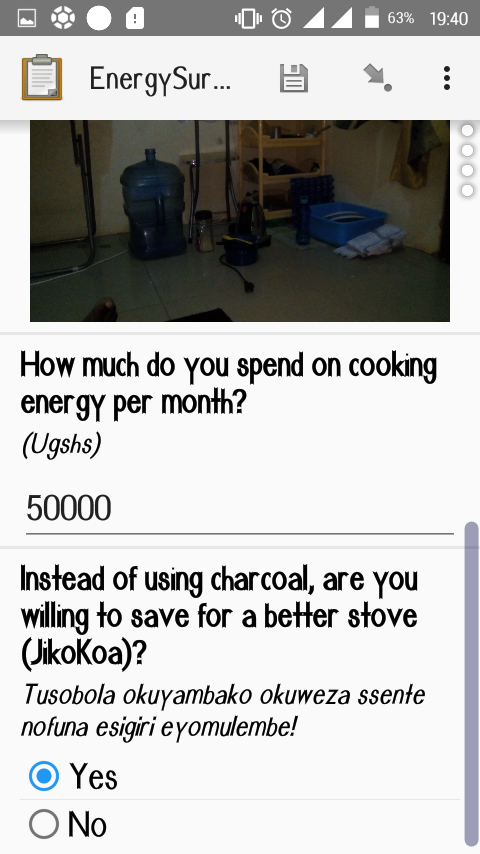 63% 19:40
EnergySur...
How much do you spend on cooking
energy per month?
(Ugshs)
50000
Instead of using charcoal, are you
willing to save for a better stove
(JikoKoa)?
Tusobola okuyambako okuweza ssente
nofuna esigiri eyomulembe!
Yes
No